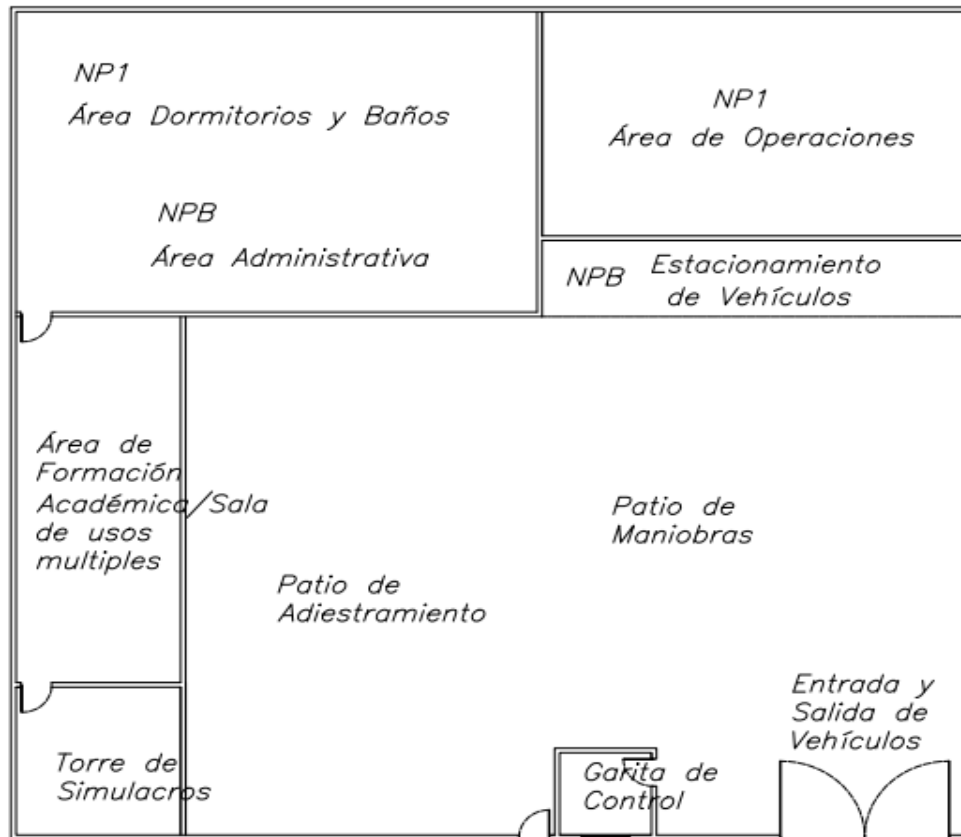 NP1
Área Dormitorios y Baños
NPB
Área Administrativa
NP1
Área de Operaciones
NPB
Estacionamiento
de Vehículos
Área de
Formación
Académica/Sala
de usos
multiples
Patio de
Maniobras
Patio de
Adiestramiento
Torre de
Simulacros
Garita de
Control
Entrada y
Salida de
Vehículos